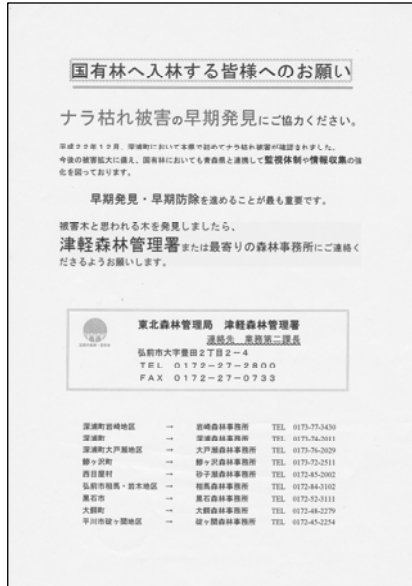 国有林へ入林する皆様へのお願い
ナラ枯れ被害の早期発見にご協力ください。
平成22年12月、深浦町において本県で初めてナラ枯れ被害が確認されました。
今後の被害拡大に備え、国有林においても青森県と連携して監視体制や情報収集の強
化を図っております。
早期発見・早期防除を進めることが最も重要です。
被害木と思われる木を発見しましたら、
津軽森林管理署または最寄りの森林事務所にご連絡く
ださるようお願いします。
東北森林管理局 津軽森林管理署
連絡先 業務第二課長
弘前市大字豊田2丁目2-4
TEL 0172-27-2800
FAX 0172-27-0733
深浦町岩崎地区 → 岩崎森林事務所 TEL 0173-77-3430
深浦町 → 深浦森林事務所 TEL 0173-74-2011
深浦町大戸瀬地区 → 大戸瀬森林事務所 TEL 0173-76-2029
鰺ヶ沢町 → 鰺ヶ沢森林事務所 TEL 0173-72-2511
西目屋村 → 砂子瀬森林事務所 TEL 0172-85-2002
弘前市相馬・岩木地区 → 相馬森林事務所 TEL 0172-84-3102
黒石市 → 黒石森林事務所 TEL 0172-52-3111
大鰐町 → 大鰐森林事務所 TEL 0172-48-2279
平川市碇ヶ関地区 → 碇ヶ関森林事務所 TEL 0172-45-2254